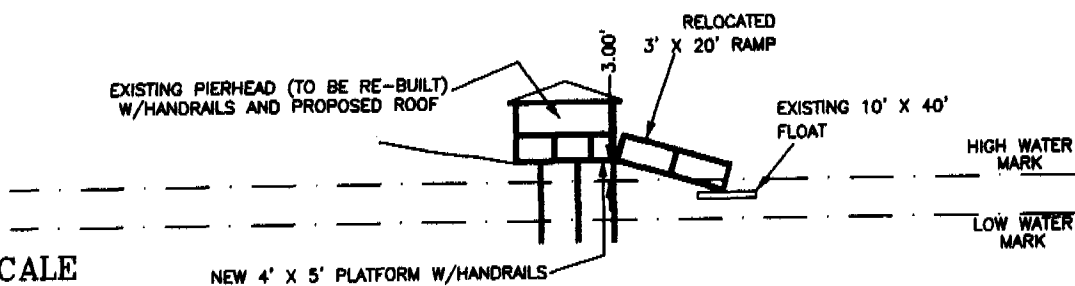 RELOCATED
3' X 20' RAMP
3.00'
EXISTING PIERHEAD (TO BE RE-BUILT)
W/HANDRAILS AND PROPOSED ROOF
EXISTING 10' X 40'
FLOAT
HIGH WATER
MARK
LOW WATER
MARK
CALE
NEW 4' X 5' PLATFORM W/HANDRAILS